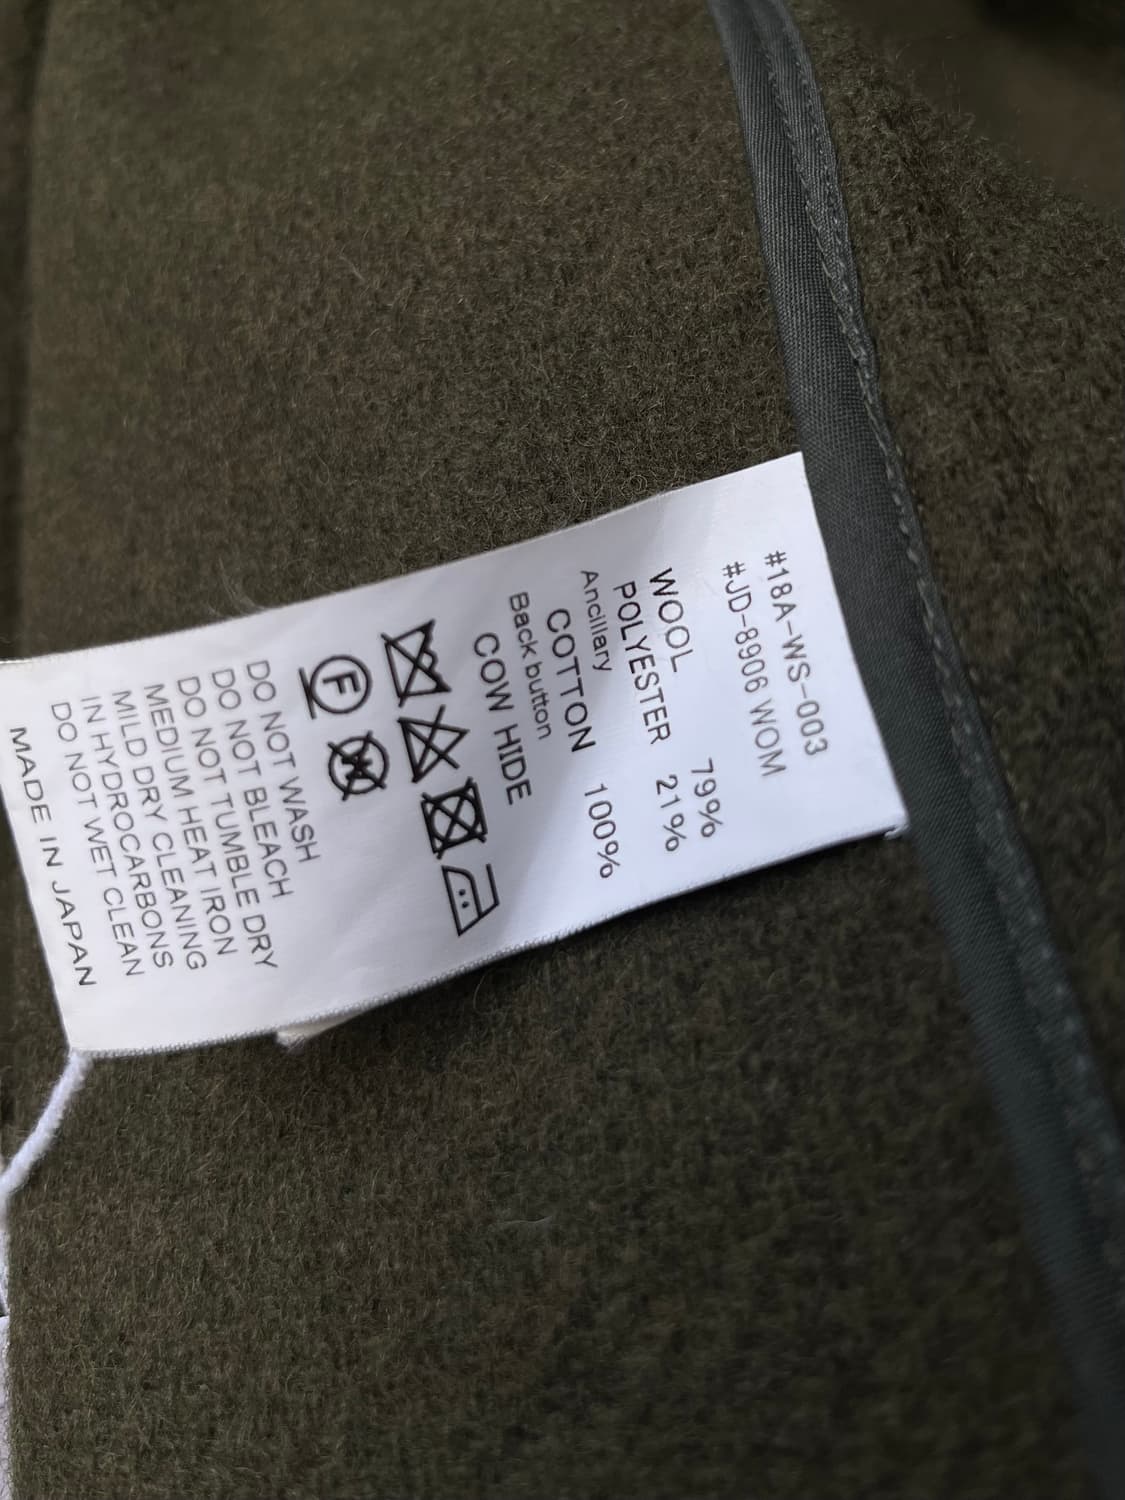 #18A-WS-003
#JD-8906 WOM
WOOL 79%
POLYESTER 21%
Ancillary
COTTON 100%
Back button
COW HIDE
F
W
DO NOT WASH
DO NOT BLEACH
DO NOT TUMBLE DRY
MEDIUM HEAT IRON
MILD DRY CLEANING
IN HYDROCARBONS
DO NOT WET CLEAN
MADE IN JAPAN